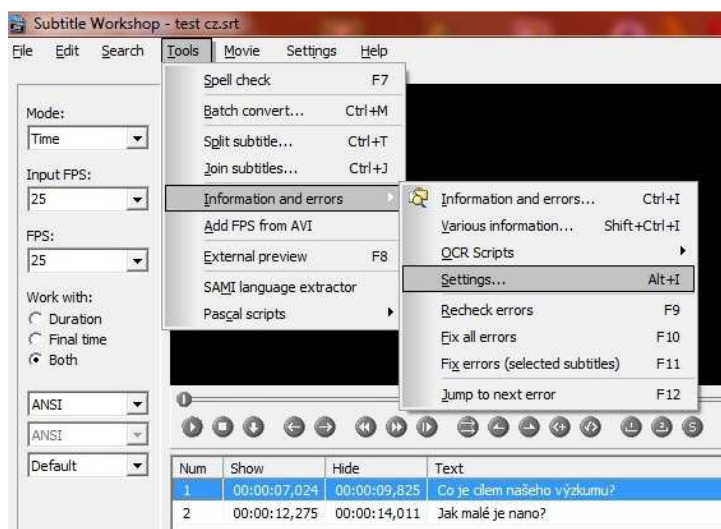 Subtitle Workshop - test cz.srt
File Edit Search Tools Movie Settings Help
Spell check F7
Batch convert... Ctrl+M
Split subtitle... Ctrl+T
Join subtitles... Ctrl+J
Information and errors
Add FPS from AVI
External preview F8
SAMI language extractor
Pascal scripts
Information and errors... Ctrl+I
Various information... Shift+Ctrl+I
OCR Scripts
Settings... Alt+I
Recheck errors F9
Fix all errors F10
Fix errors (selected subtitles) F11
Jump to next error F12
Mode:
Time
Input FPS:
25
FPS:
25
Work with:
Duration
Final time
Both
ANSI
ANSI
Default
Num Show Hide Text
1 00:00:07,024 00:00:09,825 Co je cílem našeho výzkumu?
2 00:00:12,275 00:00:14,011 Jak malé je nano?